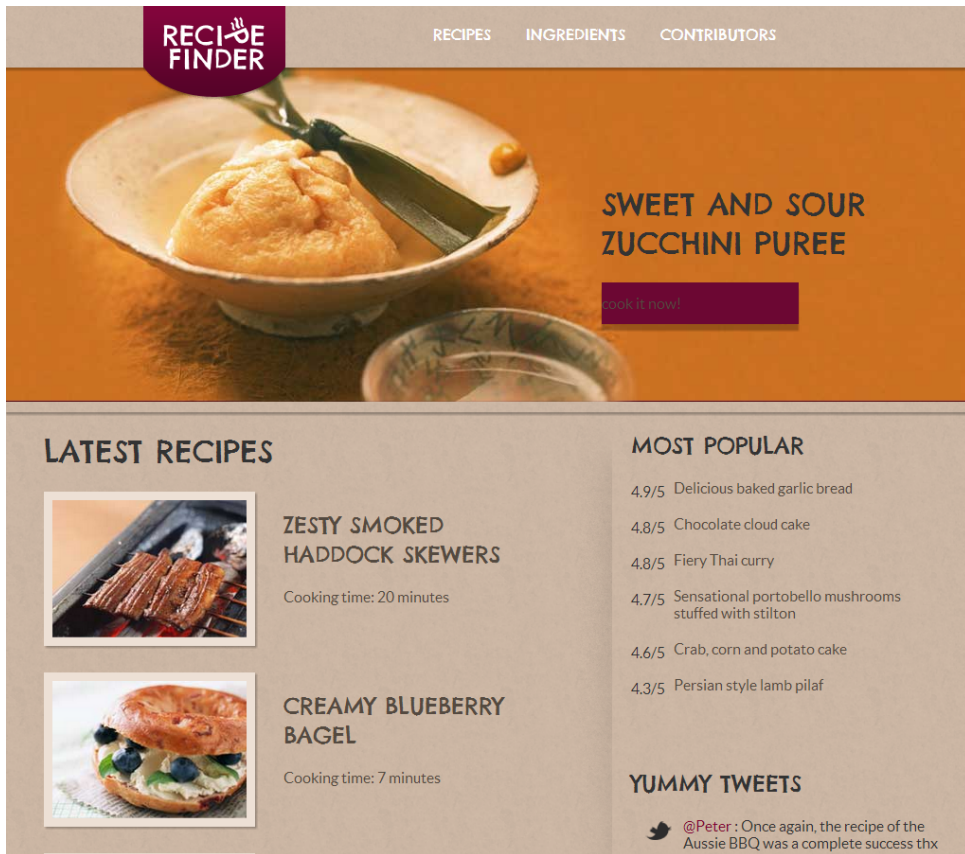 RECIPE
FINDER
RECIPES
INGREDIENTS
CONTRIBUTORS
SWEET AND SOUR
ZUCCHINI PUREE
cook it now!
LATEST RECIPES
ZESTY SMOKED
HADDOCK SKEWERS
Cooking time: 20 minutes
CREAMY BLUEBERRY
BAGEL
Cooking time: 7 minutes
MOST POPULAR
4.9/5 Delicious baked garlic bread
4.8/5 Chocolate cloud cake
4.8/5 Fiery Thai curry
4.7/5 Sensational portobello mushrooms
stuffed with stilton
4.6/5 Crab, corn and potato cake
4.3/5 Persian style lamb pilaf
YUMMY TWEETS
@Peter : Once again, the recipe of the
Aussie BBQ was a complete success thx